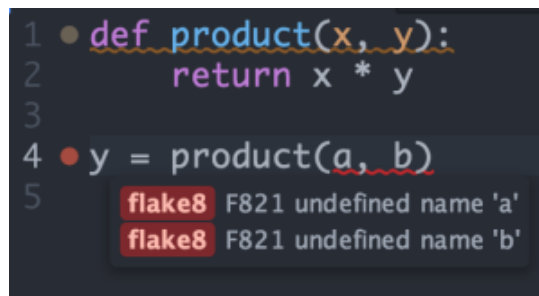 1 def product(x, y):
2     return x * y
3
4 y = product(a, b)
5
flake8 F821 undefined name 'a'
flake8 F821 undefined name 'b'